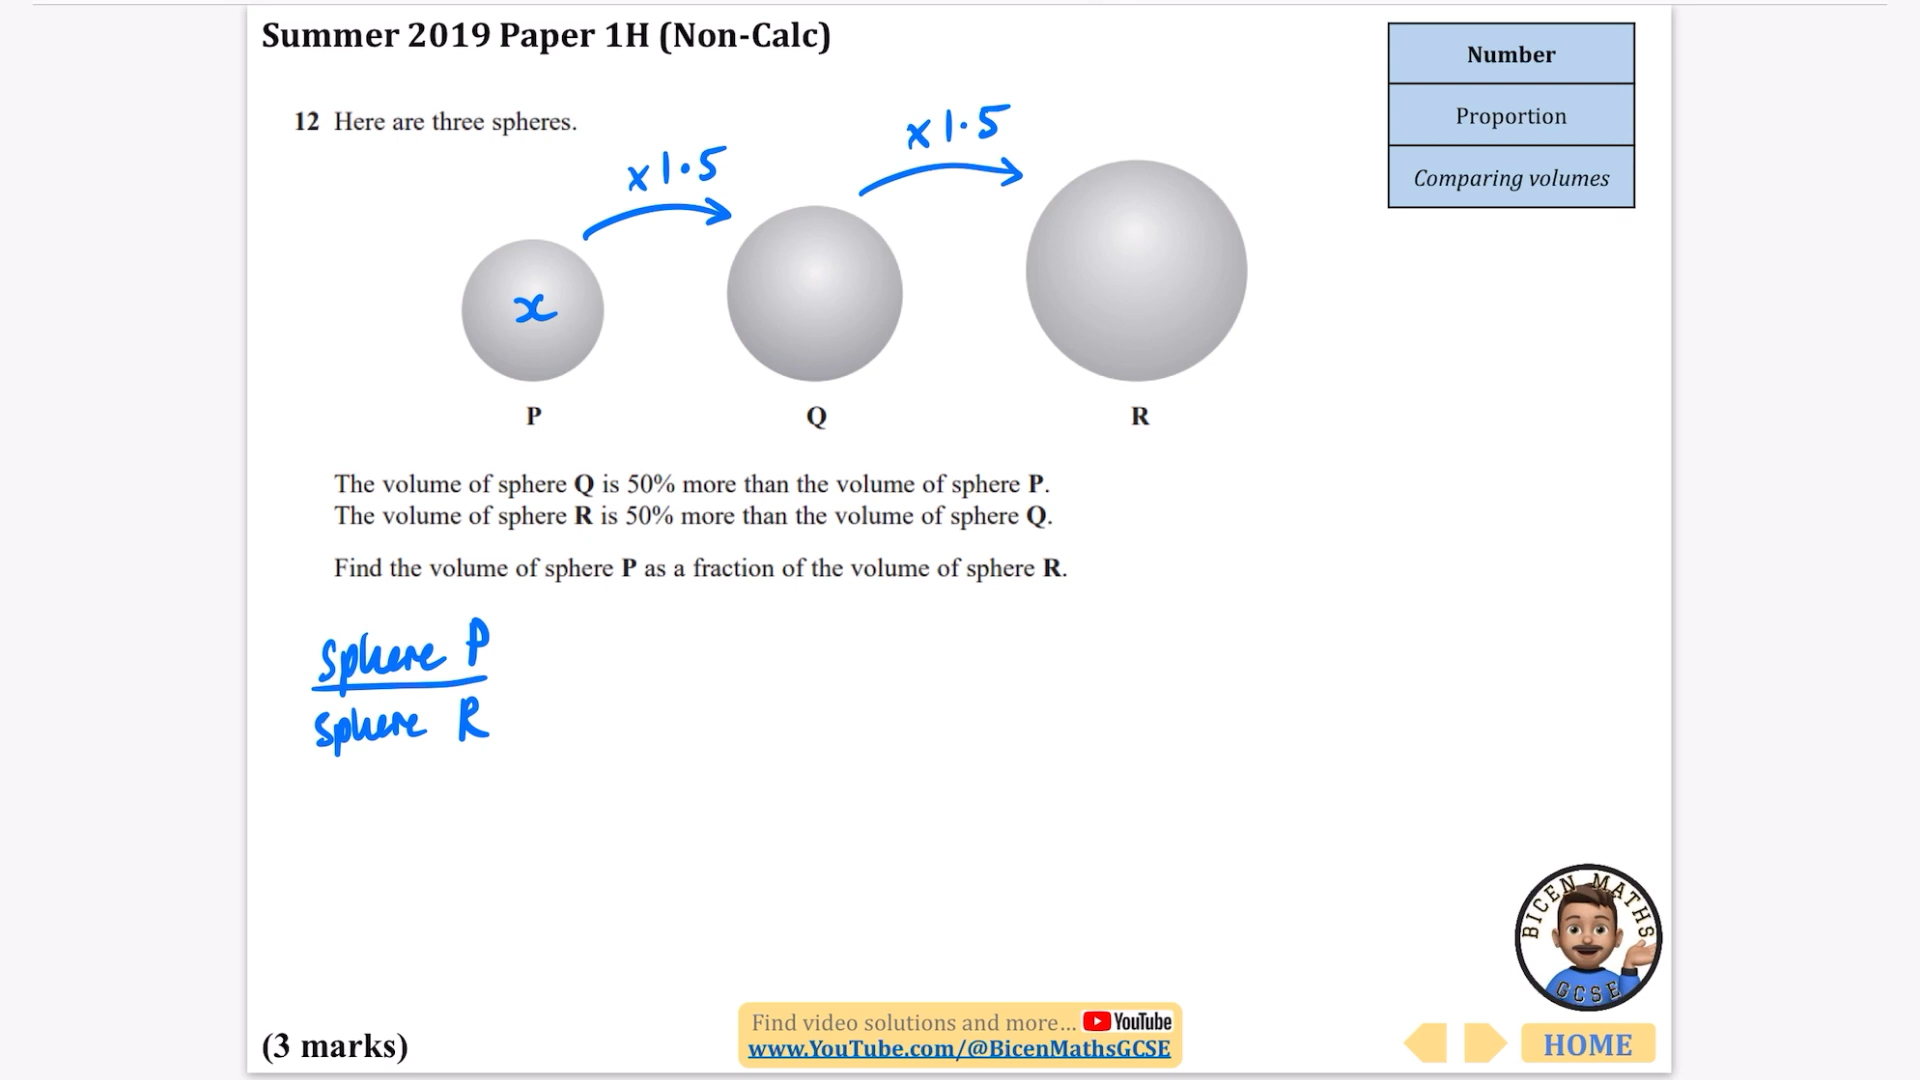 Summer 2019 Paper 1H (Non-Calc)
Number
Proportion
Comparing volumes
12 Here are three spheres.
x1.5
x1.5
x
P
Q
R
The volume of sphere Q is 50% more than the volume of sphere P.
The volume of sphere R is 50% more than the volume of sphere Q.
Find the volume of sphere P as a fraction of the volume of sphere R.
Sphere P
Sphere R
BICEN MATHS
GCSE
(3 marks)
Find video solutions and more... YouTube
www.YouTube.com/@BicenMathsGCSE
HOME